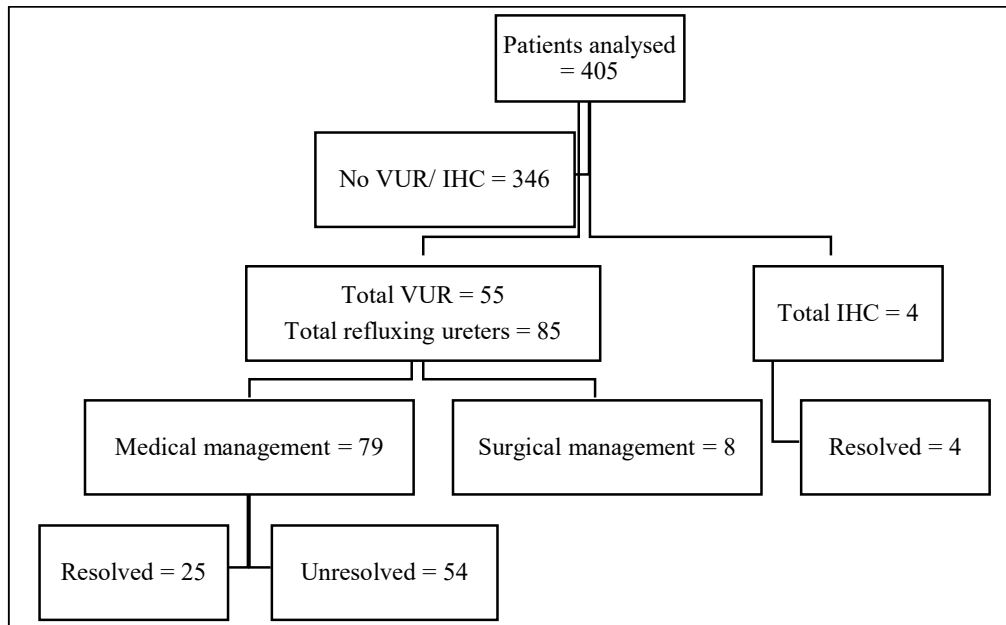 Patients analysed
= 405
No VUR/ IHC = 346
Total VUR = 55
Total refluxing ureters = 85
Total IHC = 4
Medical management = 79
Surgical management = 8
Resolved = 4
Resolved = 25
Unresolved = 54